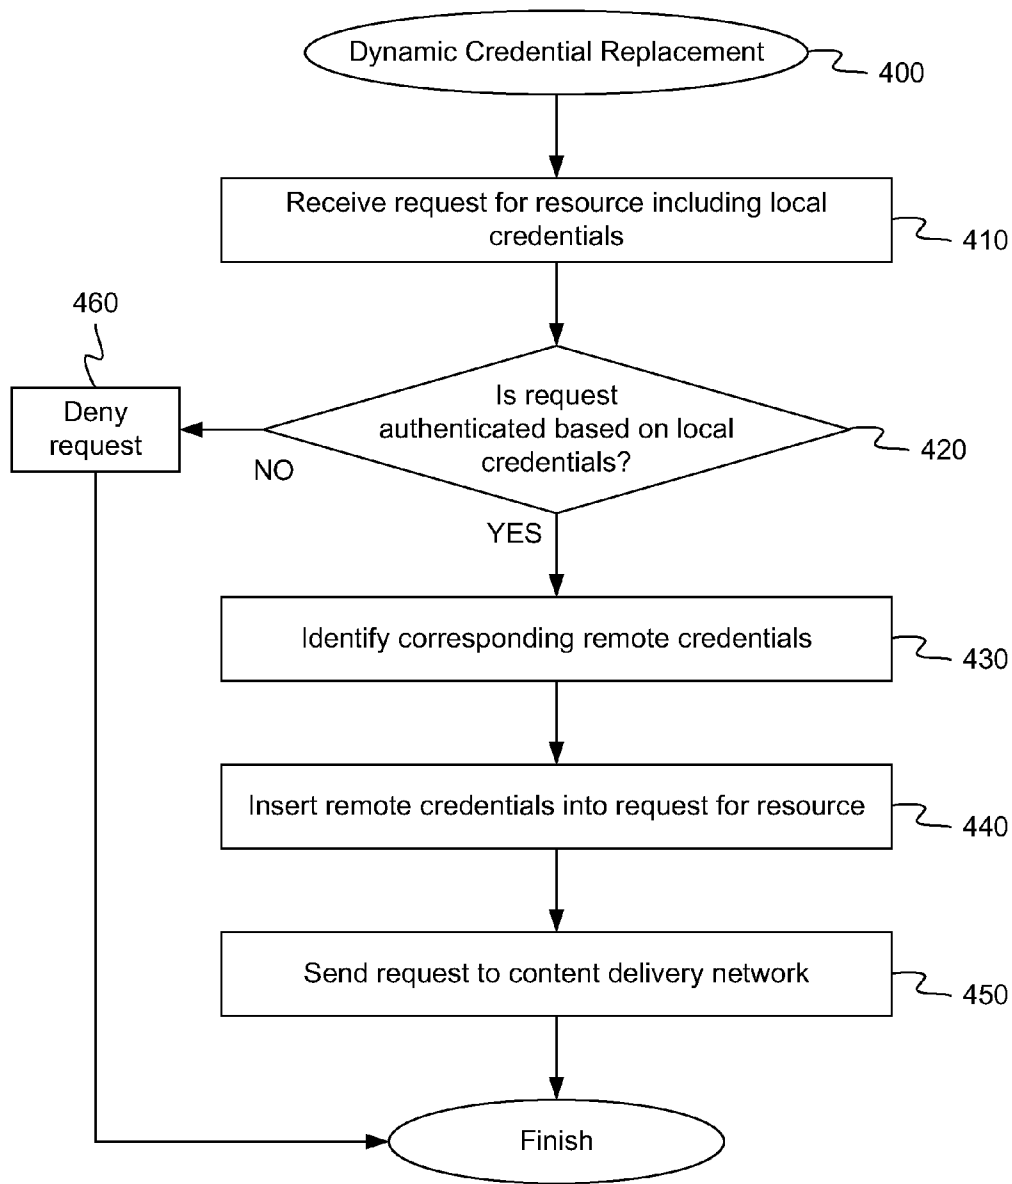 Dynamic Credential Replacement
400
Receive request for resource including local
credentials
410
460
Deny
request
Is request
authenticated based on local
credentials?
420
NO
YES
Identify corresponding remote credentials
430
Insert remote credentials into request for resource
440
Send request to content delivery network
450
Finish